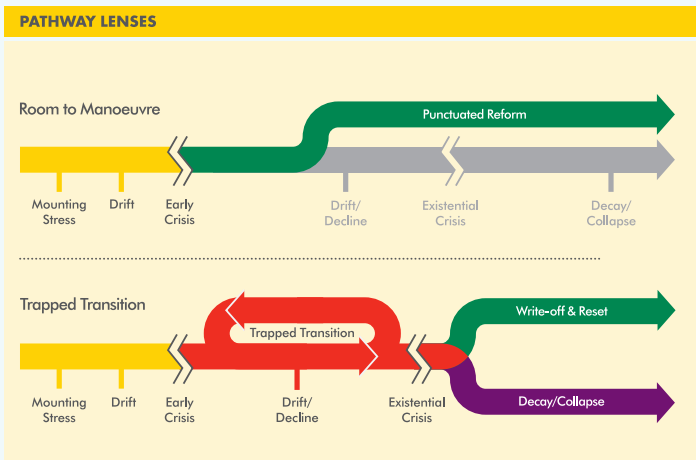 PATHWAY LENSES
Room to Manoeuvre
Punctuated Reform
Mounting
Stress
Drift
Early
Crisis
Drift/
Decline
Existential
Crisis
Decay/
Collapse
Trapped Transition
Write-off & Reset
Trapped Transition
Mounting
Stress
Drift
Early
Crisis
Drift/
Decline
Existential
Crisis
Decay/Collapse